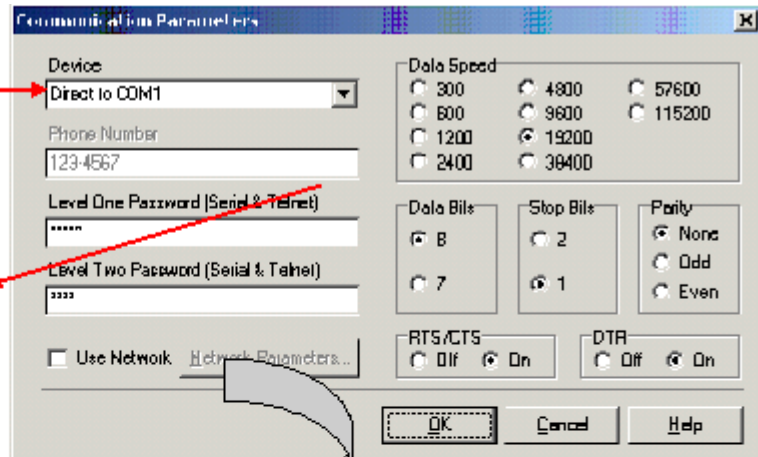 Communication Parameters
Device
Direct to COM1
Phone Number
123-4567
Level One Password (Serial & Telnet)
*****
Level Two Password (Serial & Telnet)
****
Use Network
Network Parameters...
Data Speed
300
600
1200
2400
4800
9600
19200
38400
57600
115200
Data Bits
8
7
Stop Bits
2
1
Parity
None
Odd
Even
RTS/CTS
Off
On
DTR
Off
On
OK
Cancel
Help